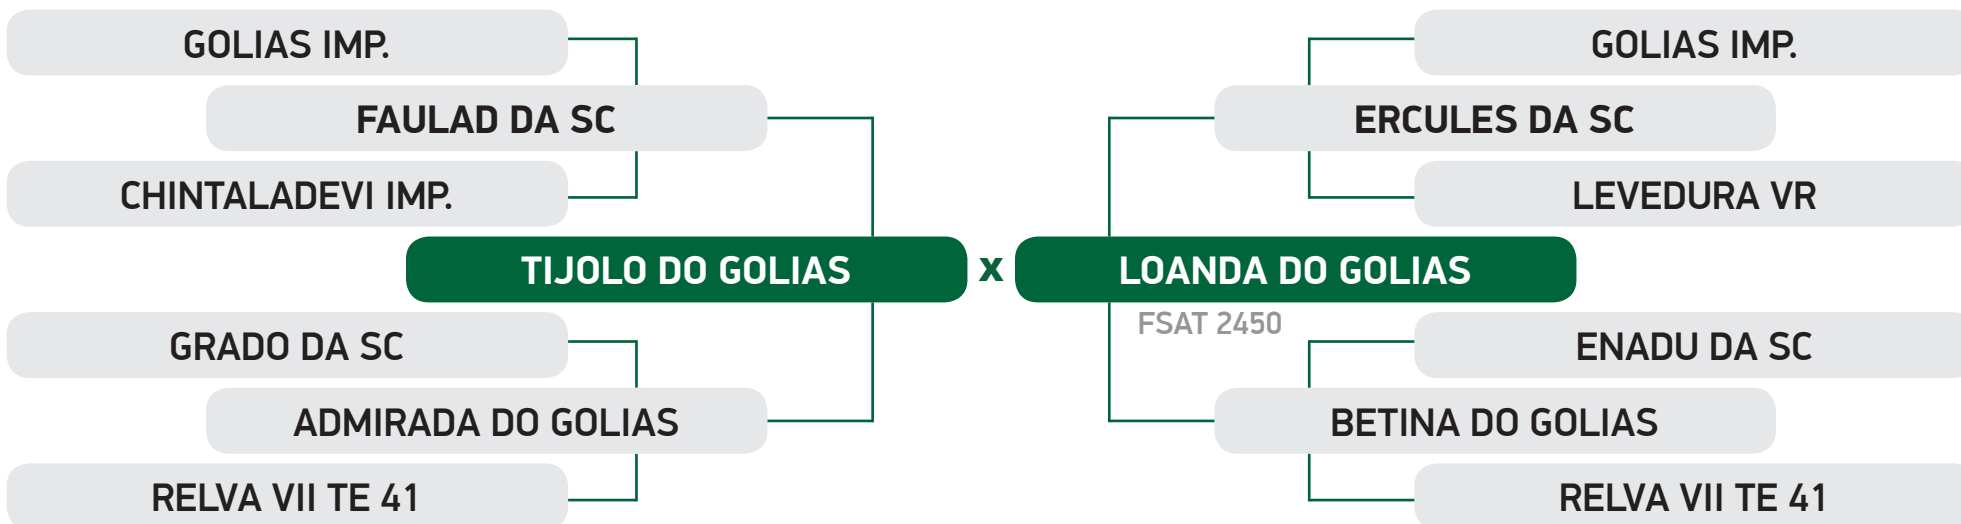 GOLIAS IMP.
GOLIAS IMP.
FAULAD DA SC
ERCULES DA SC
CHINTALADEVI IMP.
LEVEDURA VR
TIJOLO DO GOLIAS x LOANDA DO GOLIAS
FSAT 2450
GRADO DA SC
ENADU DA SC
ADMIRADA DO GOLIAS
BETINA DO GOLIAS
RELVA VII TE 41
RELVA VII TE 41